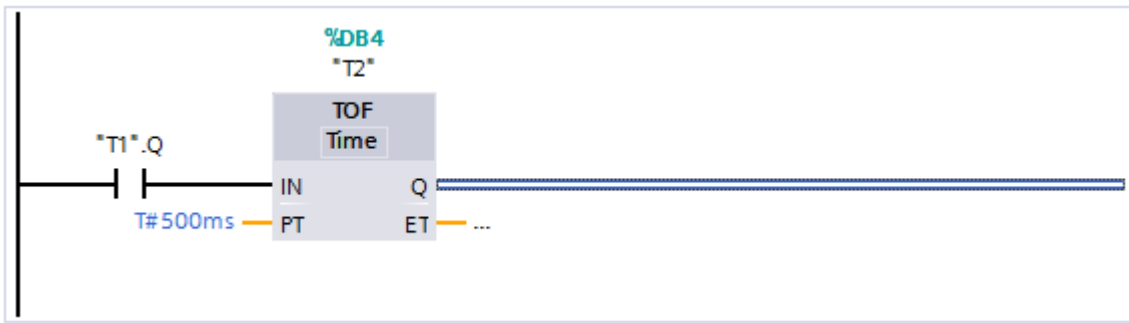 %DB4
"T2"
TOF
Time
"T1".Q
IN Q
T#500ms PT ET ...